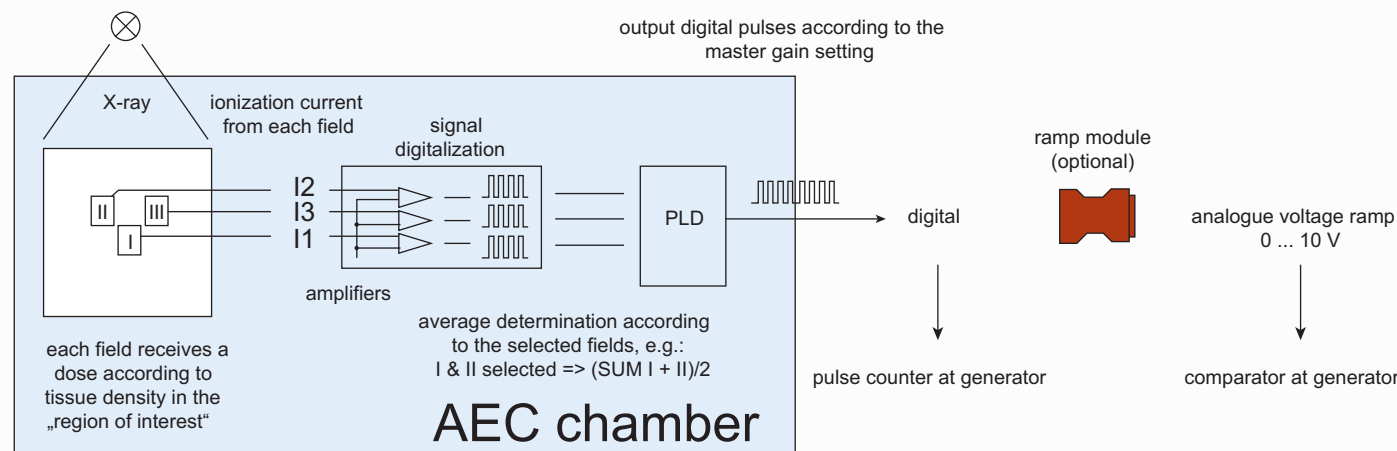 output digital pulses according to the
master gain setting
X-ray
ionization current
from each field
signal
digitalization
ramp module
(optional)
I2
I3
I1
II
III
I
PLD
digital
analogue voltage ramp
0 ... 10 V
amplifiers
average determination according
to the selected fields, e.g.:
I & II selected => (SUM I + II)/2
each field receives a
dose according to
tissue density in the
„region of interest“
pulse counter at generator
comparator at generator
AEC chamber